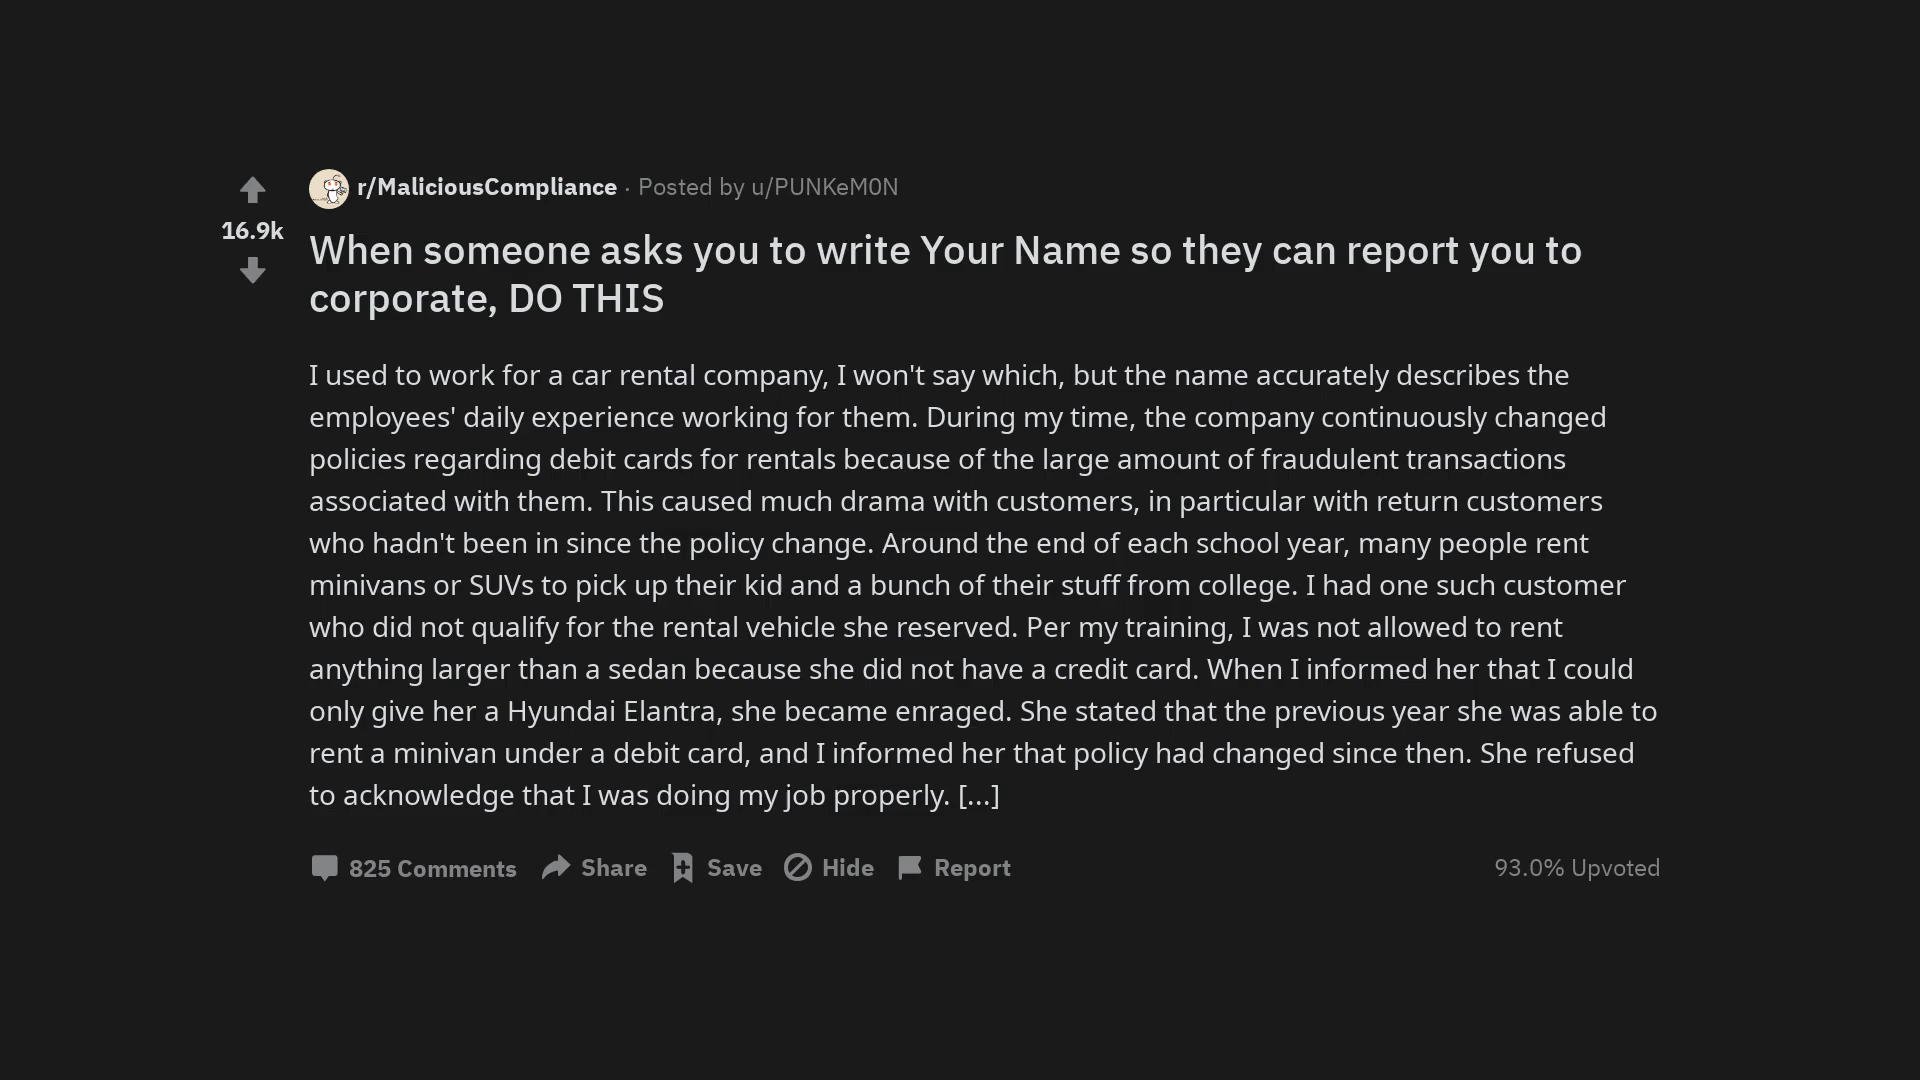 r/MaliciousCompliance · Posted by u/PUNKeM0N
16.9k
When someone asks you to write Your Name so they can report you to
corporate, DO THIS
I used to work for a car rental company, I won't say which, but the name accurately describes the
employees' daily experience working for them. During my time, the company continuously changed
policies regarding debit cards for rentals because of the large amount of fraudulent transactions
associated with them. This caused much drama with customers, in particular with return customers
who hadn't been in since the policy change. Around the end of each school year, many people rent
minivans or SUVs to pick up their kid and a bunch of their stuff from college. I had one such customer
who did not qualify for the rental vehicle she reserved. Per my training, I was not allowed to rent
anything larger than a sedan because she did not have a credit card. When I informed her that I could
only give her a Hyundai Elantra, she became enraged. She stated that the previous year she was able to
rent a minivan under a debit card, and I informed her that policy had changed since then. She refused
to acknowledge that I was doing my job properly. [...]
825 Comments Share Save Hide Report 93.0% Upvoted